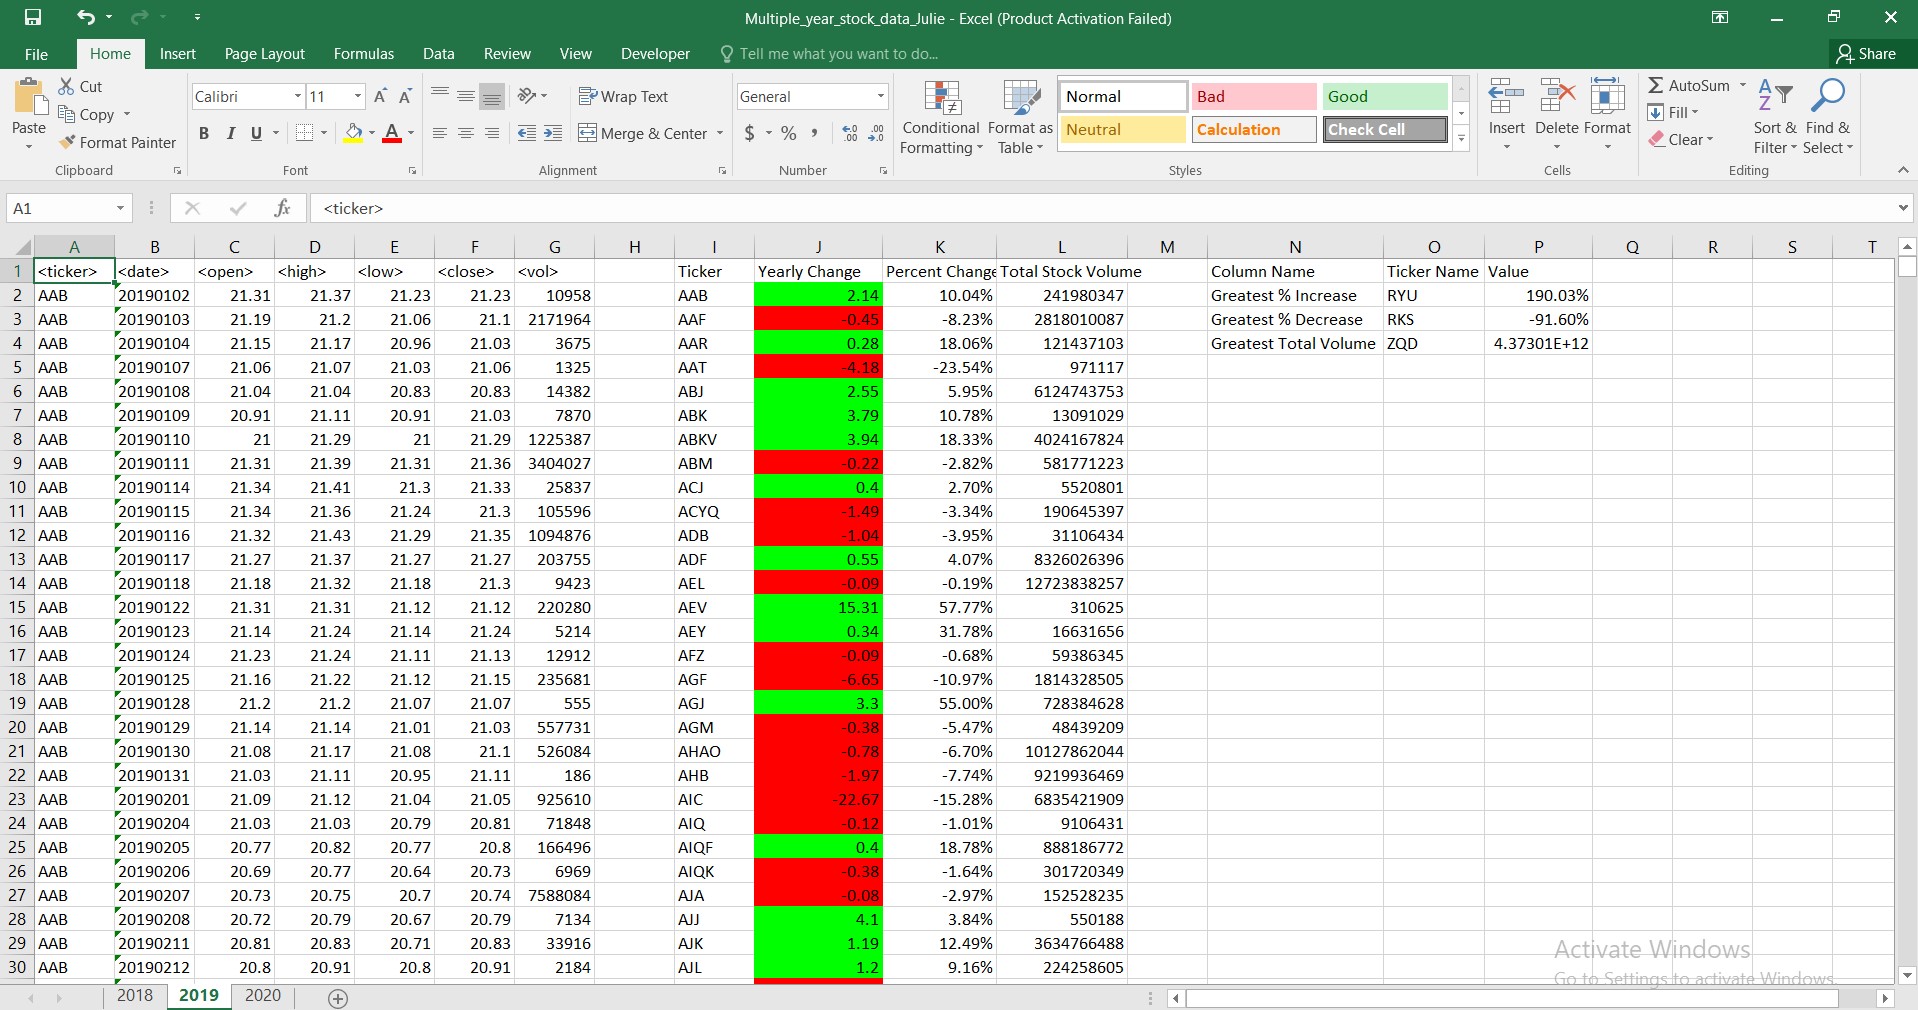 Multiple_year_stock_data_Julie - Excel (Product Activation Failed)
File Home Insert Page Layout Formulas Data Review View Developer Tell me what you want to do... Share
Paste Cut Copy Format Painter Clipboard
Calibri 11 B I U A A A Font
Wrap Text Merge & Center Alignment
General $ % , Number
Conditional Formatting Format as Table
Normal Bad Good
Neutral Calculation Check Cell
Styles
Insert Delete Format Cells
AutoSum Fill Clear Sort & Filter Find & Select Editing
A1 fx <ticker>
A B C D E F G H I J K L M N O P Q R S T
1 <ticker> <date> <open> <high> <low> <close> <vol> Ticker Yearly Change Percent Change Total Stock Volume Column Name Ticker Name Value
2 AAB 20190102 21.31 21.37 21.23 21.23 10958 AAB 2.14 10.04% 241980347 Greatest % Increase RYU 190.03%
3 AAB 20190103 21.19 21.2 21.06 21.1 2171964 AAF -0.45 -8.23% 2818010087 Greatest % Decrease RKS -91.60%
4 AAB 20190104 21.15 21.17 20.96 21.03 3675 AAR 0.28 18.06% 121437103 Greatest Total Volume ZQD 4.37301E+12
5 AAB 20190107 21.06 21.07 21.03 21.06 1325 AAT -4.18 -23.54% 971117
6 AAB 20190108 21.04 21.04 20.83 20.83 14382 ABJ 2.55 5.95% 6124743753
7 AAB 20190109 20.91 21.11 20.91 21.03 7870 ABK 3.79 10.78% 13091029
8 AAB 20190110 21 21.29 21 21.29 1225387 ABKV 3.94 18.33% 4024167824
9 AAB 20190111 21.31 21.39 21.31 21.36 3404027 ABM -0.22 -2.82% 581771223
10 AAB 20190114 21.34 21.41 21.3 21.33 25837 ACJ 0.4 2.70% 5520801
11 AAB 20190115 21.34 21.36 21.24 21.3 105596 ACYQ -1.49 -3.34% 190645397
12 AAB 20190116 21.32 21.43 21.29 21.35 1094876 ADB -1.04 -3.95% 31106434
13 AAB 20190117 21.27 21.37 21.27 21.27 203755 ADF 0.55 4.07% 8326026396
14 AAB 20190118 21.18 21.32 21.18 21.3 9423 AEL -0.09 -0.19% 12723838257
15 AAB 20190122 21.31 21.31 21.12 21.12 220280 AEV 15.31 57.77% 310625
16 AAB 20190123 21.14 21.24 21.14 21.24 5214 AEY 0.34 31.78% 16631656
17 AAB 20190124 21.23 21.24 21.11 21.13 12912 AFZ -0.09 -0.68% 59386345
18 AAB 20190125 21.16 21.22 21.12 21.15 235681 AGF -6.65 -10.97% 1814328505
19 AAB 20190128 21.2 21.2 21.07 21.07 555 AGJ 3.3 55.00% 728384628
20 AAB 20190129 21.14 21.14 21.01 21.03 557731 AGM -0.38 -5.47% 48439209
21 AAB 20190130 21.08 21.17 21.08 21.1 526084 AHAO -0.78 -6.70% 10127862044
22 AAB 20190131 21.03 21.11 20.95 21.11 186 AHB -1.97 -7.74% 9219936469
23 AAB 20190201 21.09 21.12 21.04 21.05 925610 AIC -22.67 -15.28% 6835421909
24 AAB 20190204 21.03 21.03 20.79 20.81 71848 AIQ -0.12 -1.01% 9106431
25 AAB 20190205 20.77 20.82 20.77 20.8 166496 AIQF 0.4 18.78% 888186772
26 AAB 20190206 20.69 20.77 20.64 20.73 6969 AIQK -0.38 -1.64% 301720349
27 AAB 20190207 20.73 20.75 20.7 20.74 7588084 AJA -0.08 -2.97% 152528235
28 AAB 20190208 20.72 20.79 20.67 20.79 7134 AJJ 4.1 3.84% 550188
29 AAB 20190211 20.81 20.83 20.71 20.83 33916 AJK 1.19 12.49% 3634766488
30 AAB 20190212 20.8 20.91 20.8 20.91 2184 AJL 1.2 9.16% 224258605
Activate Windows
Go to Settings to activate Windows.
2018 2019 2020